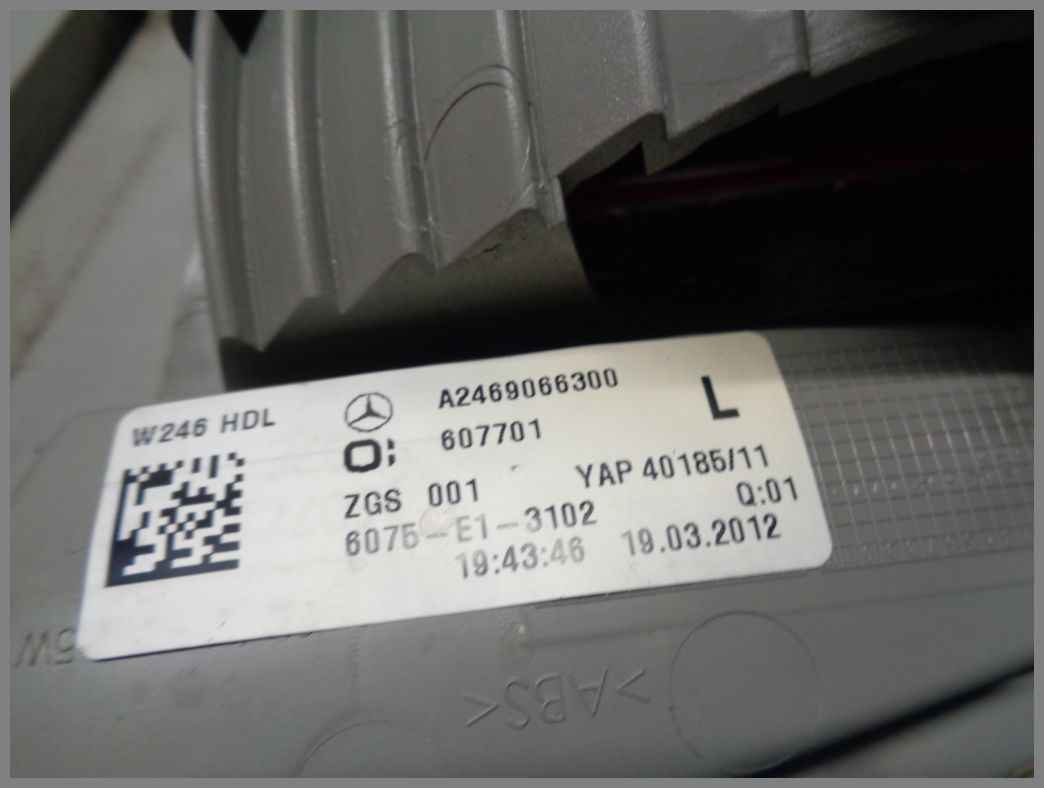 W246 HDL
A2469066300
L
607701
ZGS 001
YAP 40185/11
6075-E1-3102
Q:01
19:43:46 19.03.2012
>ABS<
5W